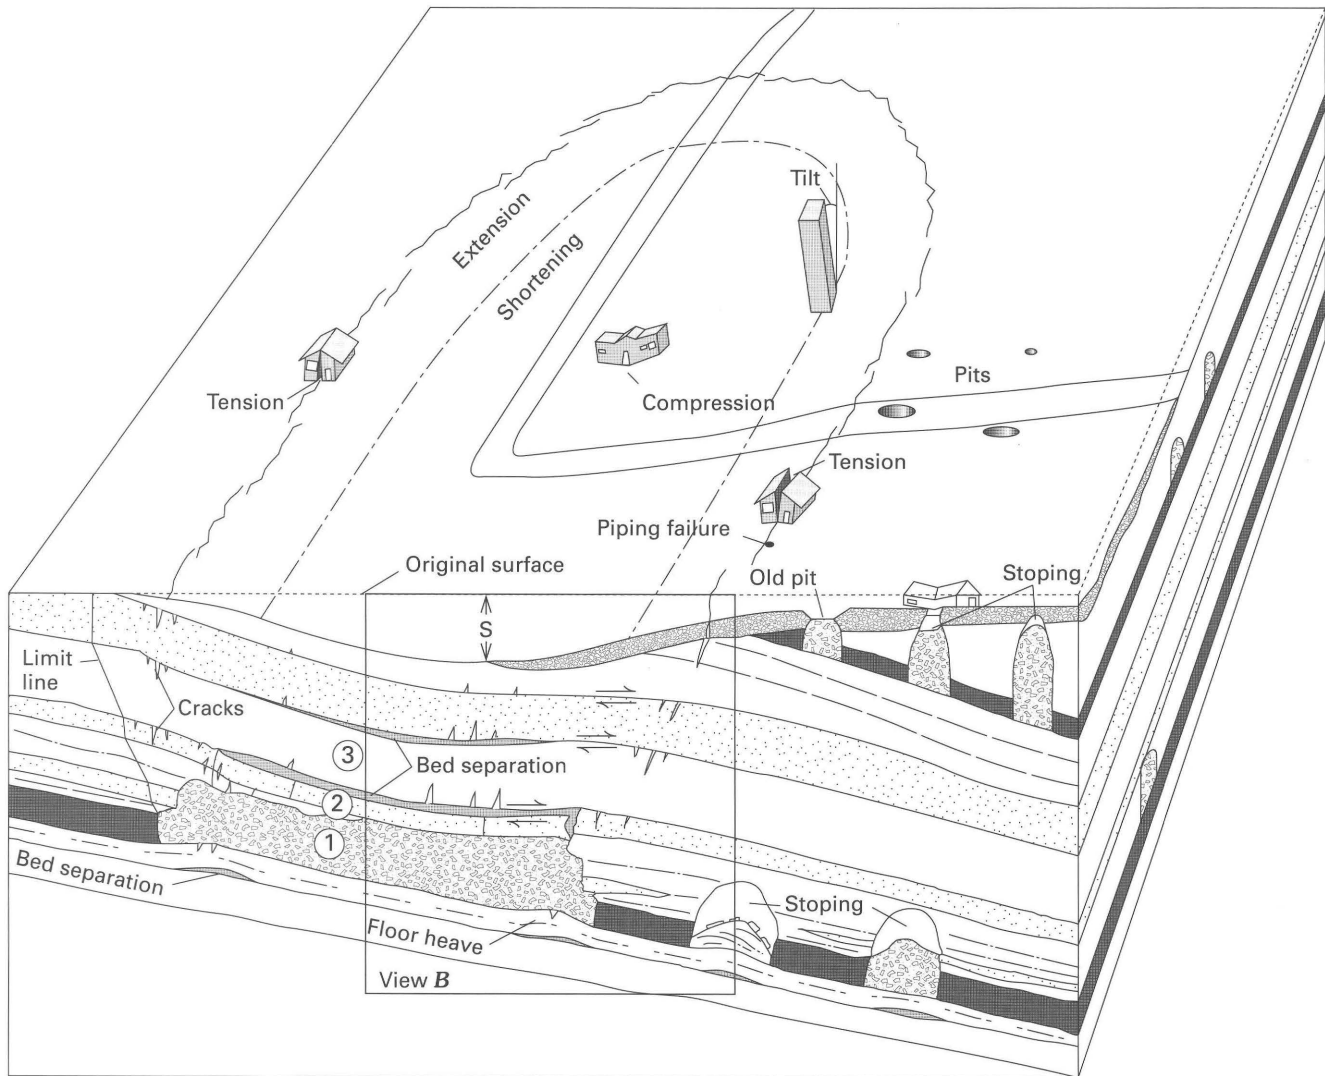 Tilt
Extension
Shortening
Pits
Tension
Compression
Tension
Piping failure
Original surface
Old pit
Stoping
S
Limit
line
Cracks
3
Bed separation
2
1
Bed separation
Stoping
Floor heave
View B